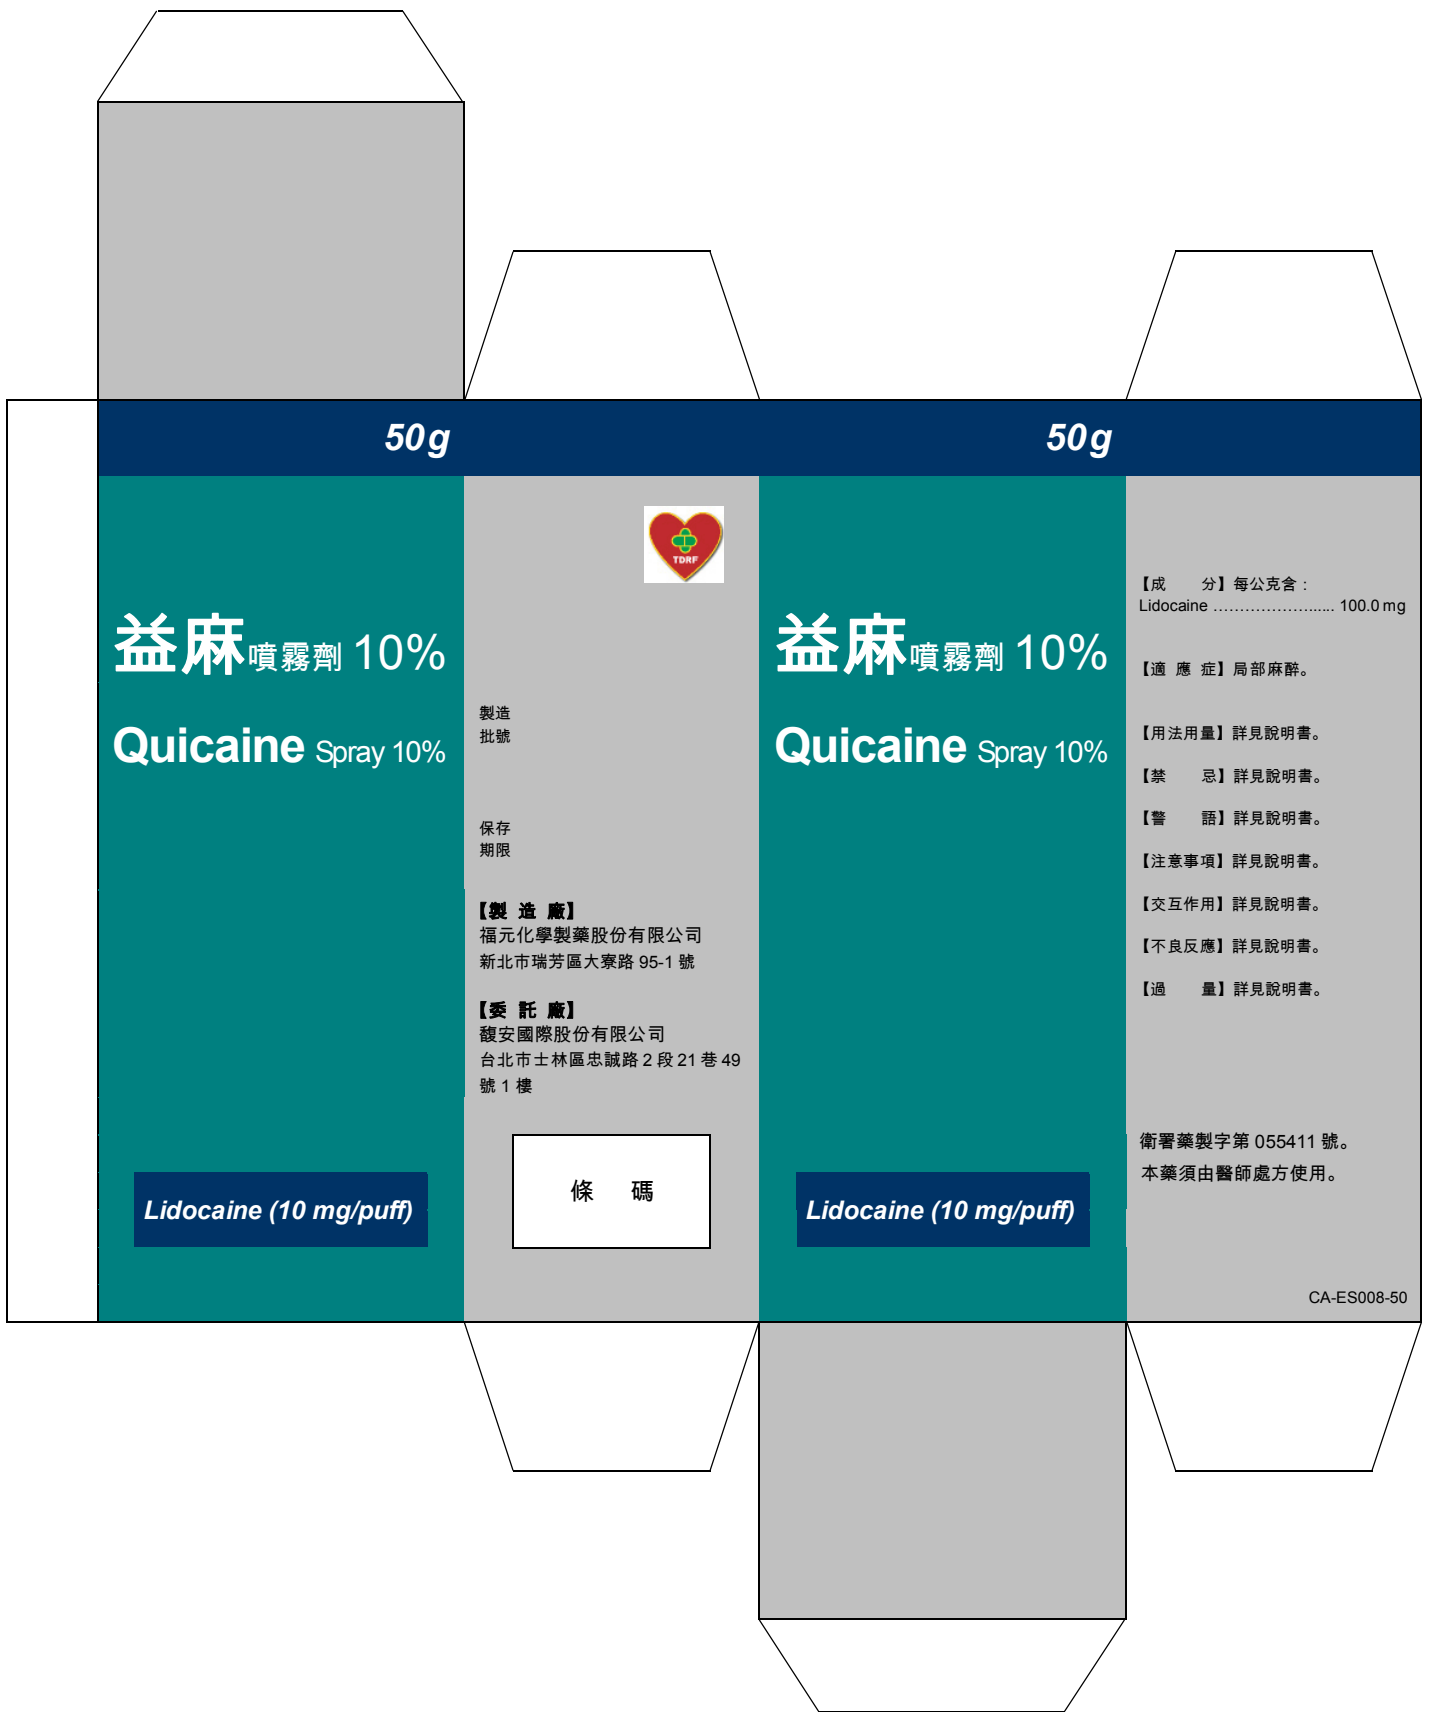 50g
益麻噴霧劑 10%
Quicaine Spray 10%
Lidocaine (10 mg/puff)
TDRF
製造
批號
保存
期限
【製 造 廠】
福元化學製藥股份有限公司
新北市瑞芳區大寮路 95-1 號
【委 託 廠】
馥安國際股份有限公司
台北市士林區忠誠路 2 段 21 巷 49
號 1 樓
條 碼
50g
益麻噴霧劑 10%
Quicaine Spray 10%
Lidocaine (10 mg/puff)
【成 分】每公克含：
Lidocaine ………………...... 100.0 mg
【適 應 症】局部麻醉。
【用法用量】詳見說明書。
【禁 忌】詳見說明書。
【警 語】詳見說明書。
【注意事項】詳見說明書。
【交互作用】詳見說明書。
【不良反應】詳見說明書。
【過 量】詳見說明書。
衛署藥製字第 055411 號。
本藥須由醫師處方使用。
CA-ES008-50